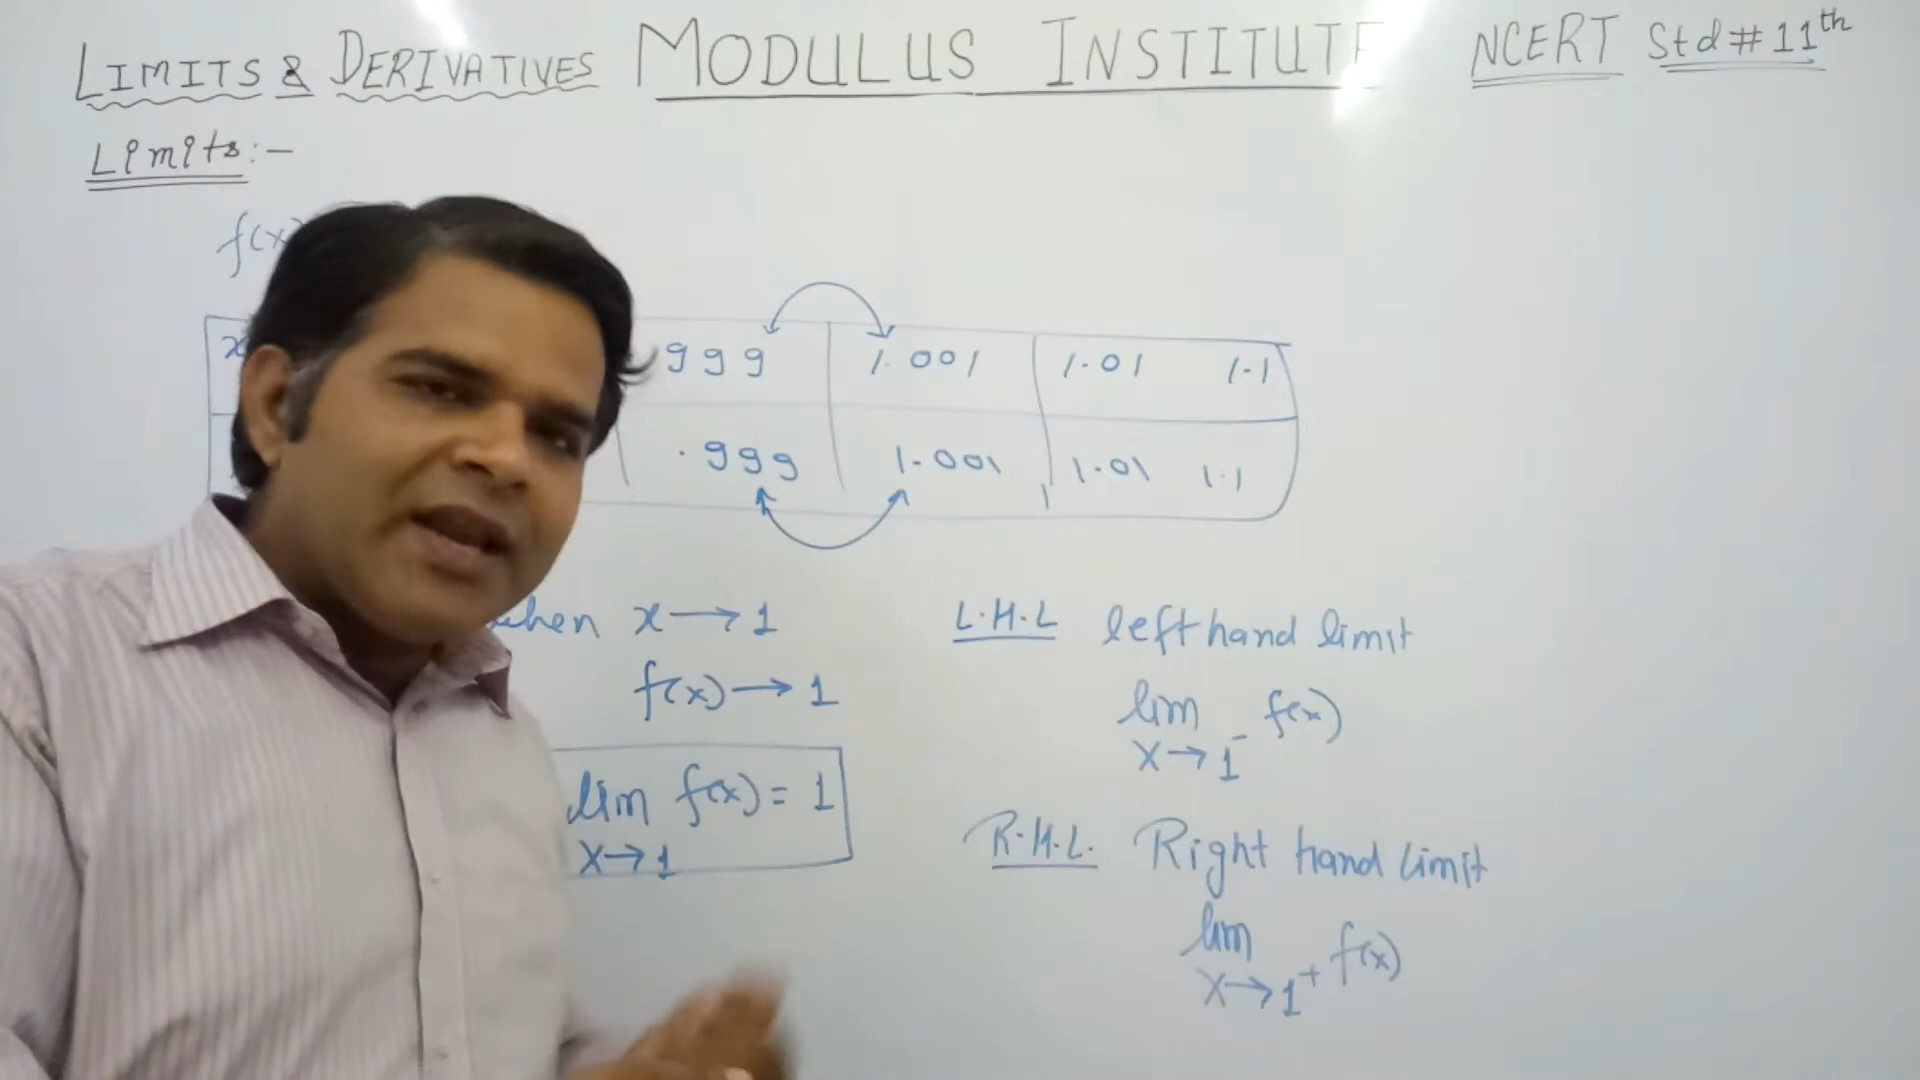 LIMITS & DERIVATIVES MODULUS INSTITUTE NCERT Std # 11th
Limits:-
f(x)
x 999 1.001 1.01 1.1
.999 1.001 1.01 1.1
when x → 1
f(x) → 1
lim f(x) = 1
x → 1
L.H.L left hand limit
lim f(x)
x → 1⁻
R.H.L. Right hand limit
lim f(x)
x → 1⁺